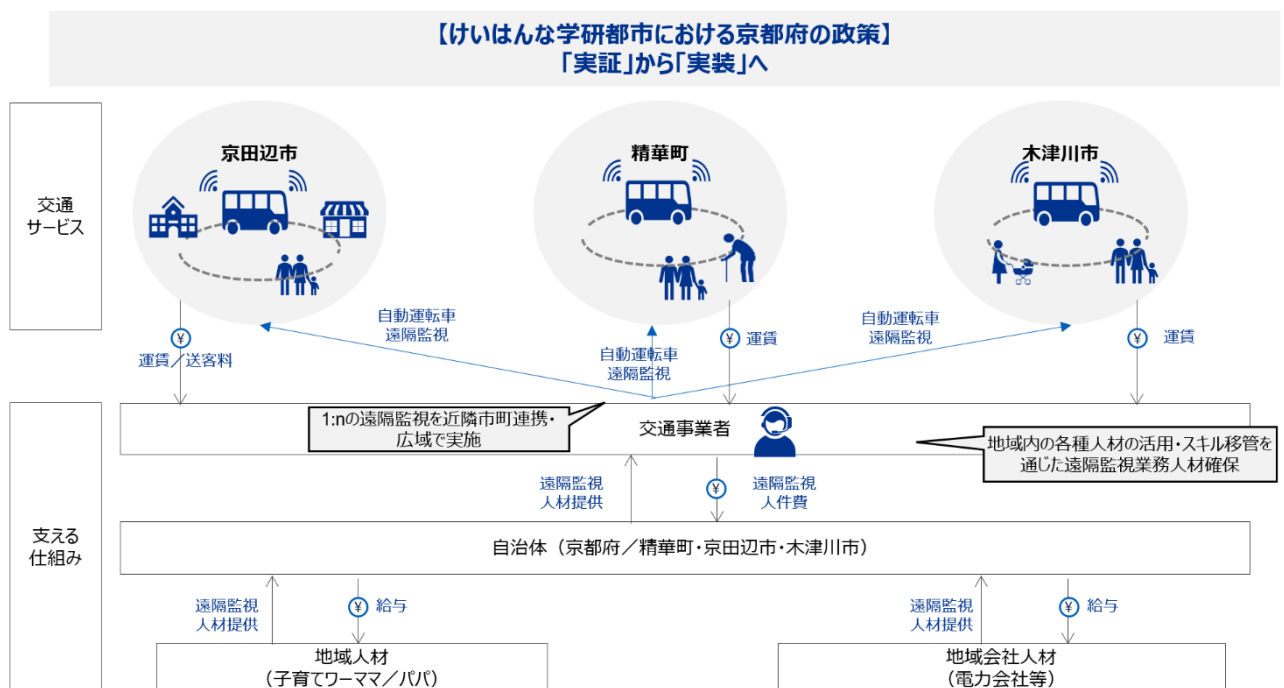 【けいはんな学研都市における京都府の政策】
「実証」から「実装」へ
交通
サービス
京田辺市
精華町
木津川市
自動運転車
遠隔監視
自動運転車
遠隔監視
自動運転車
遠隔監視
¥
運賃／送客料
¥ 運賃
¥ 運賃
支える
仕組み
1:nの遠隔監視を近隣市町連携・
広域で実施
交通事業者
地域内の各種人材の活用・スキル移管を
通じた遠隔監視業務人材確保
遠隔監視
人材提供
¥
遠隔監視
人件費
自治体（京都府／精華町・京田辺市・木津川市）
遠隔監視
人材提供
¥ 給与
遠隔監視
人材提供
¥ 給与
地域人材
（子育てワーママ／パパ）
地域会社人材
（電力会社等）